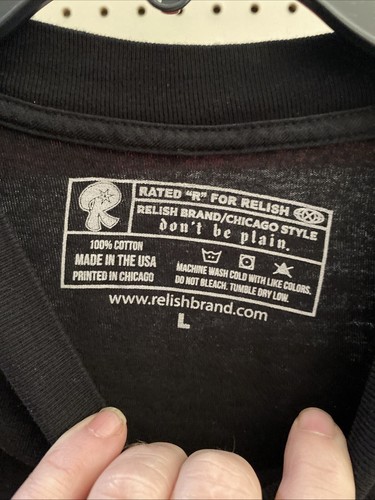 R
RATED "R" FOR RELISH
RELISH BRAND/CHICAGO STYLE
don't be plain.
100% COTTON
MADE IN THE USA
PRINTED IN CHICAGO
MACHINE WASH COLD WITH LIKE COLORS.
DO NOT BLEACH. TUMBLE DRY LOW.
www.relishbrand.com
L